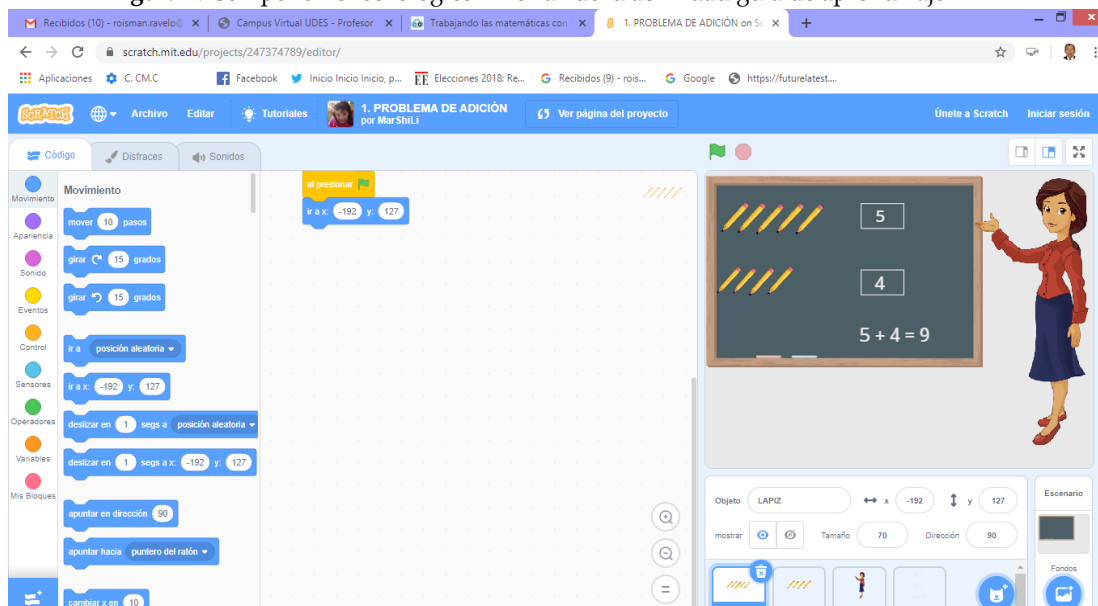 Recibidos (10) - roisman.ravelo@
Campus Virtual UDES - Profesor
Trabajando las matemáticas con
1. PROBLEMA DE ADICIÓN on Sc
scratch.mit.edu/projects/247374789/editor/
Aplicaciones
C. CM.C
Facebook
Inicio Inicio Inicio, p...
Elecciones 2018: Re...
Recibidos (9) - rois...
Google
https://futurelatest....
SCRATCH
Archivo
Editar
Tutoriales
1. PROBLEMA DE ADICIÓN
por MarShiLi
Ver página del proyecto
Únete a Scratch
Iniciar sesión
Código
Disfraces
Sonidos
Movimiento
Apariencia
Sonido
Eventos
Control
Sensores
Operadores
Variables
Mis Bloques
Movimiento
mover 10 pasos
girar 15 grados
girar 15 grados
ir a posición aleatoria
ir a x: -192 y: 127
deslizar en 1 segs a posición aleatoria
deslizar en 1 segs a x: -192 y: 127
apuntar en dirección 90
apuntar hacia puntero del ratón
cambiar x en 10
al presionar
ir a x: -192 y: 127
5
4
5 + 4 = 9
Objeto LAPIZ x -192 y 127
mostrar Tamaño 70 Dirección 90
Escenario
Fondos